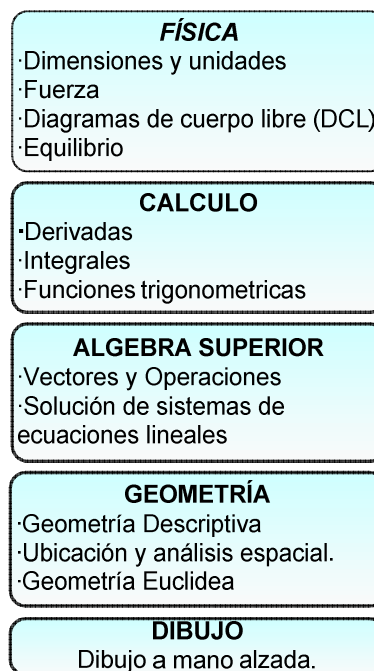 FÍSICA
·Dimensiones y unidades
·Fuerza
·Diagramas de cuerpo libre (DCL)
·Equilibrio
CALCULO
·Derivadas
·Integrales
·Funciones trigonometricas
ALGEBRA SUPERIOR
·Vectores y Operaciones
·Solución de sistemas de
ecuaciones lineales
GEOMETRÍA
·Geometría Descriptiva
·Ubicación y análisis espacial.
·Geometría Euclidea
DIBUJO
Dibujo a mano alzada.